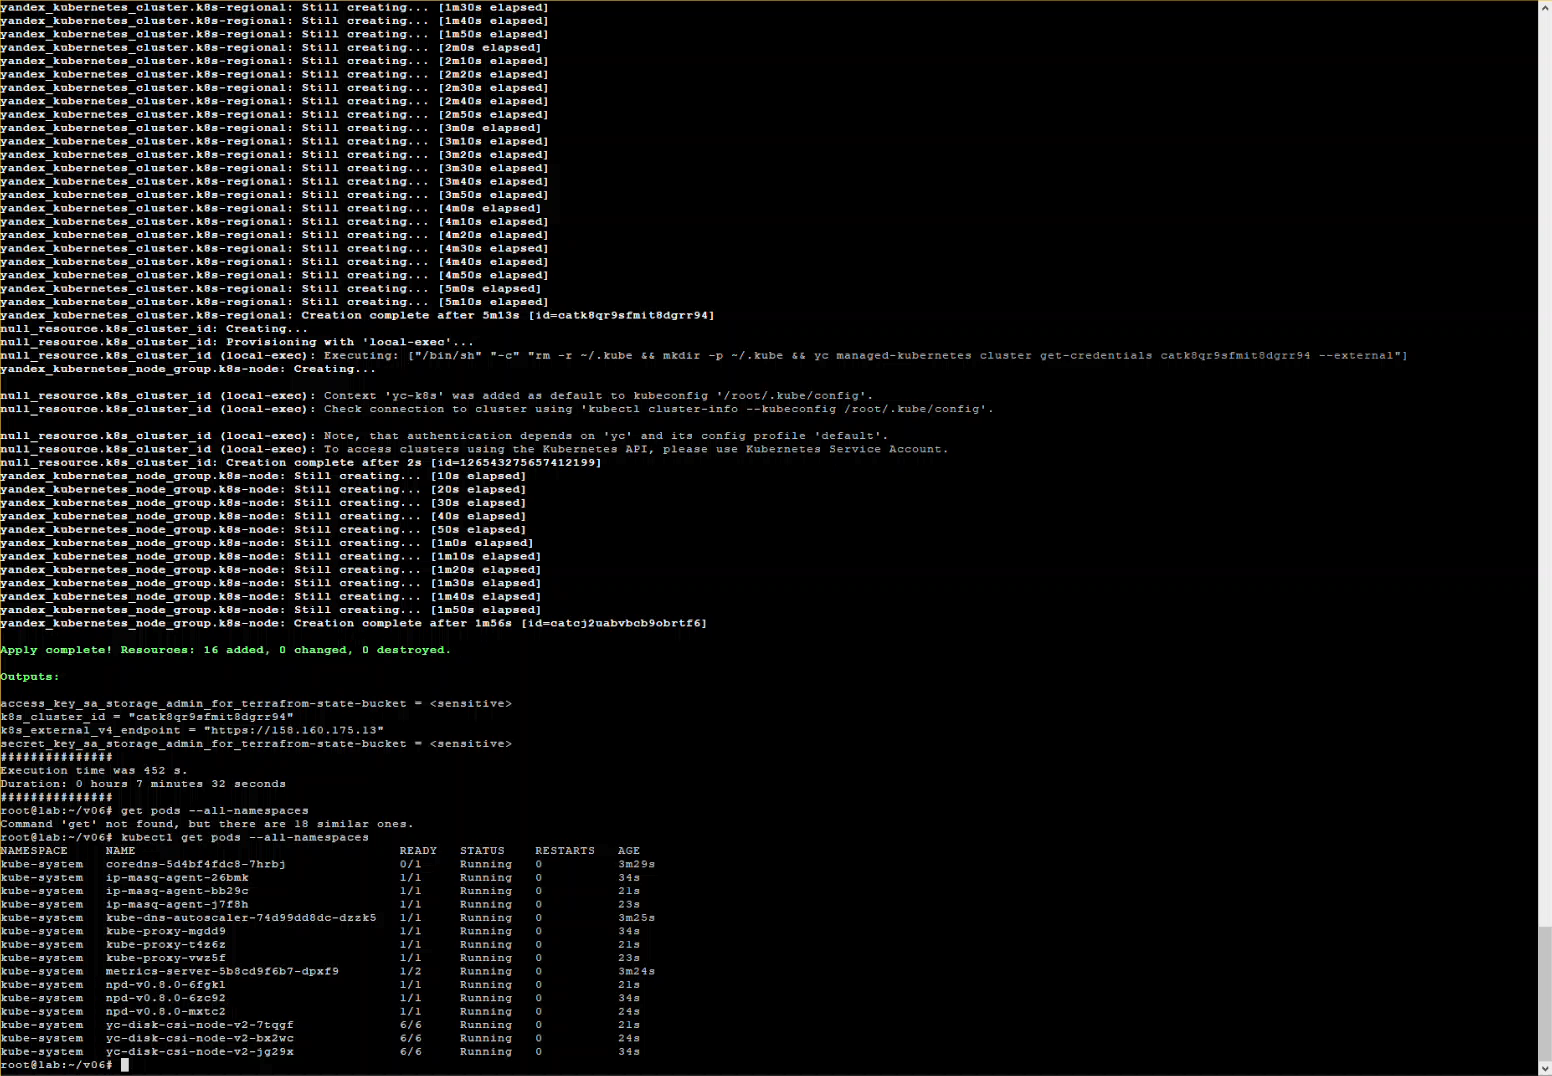 yandex_kubernetes_cluster.k8s-regional: Still creating... [1m30s elapsed]
yandex_kubernetes_cluster.k8s-regional: Still creating... [1m40s elapsed]
yandex_kubernetes_cluster.k8s-regional: Still creating... [1m50s elapsed]
yandex_kubernetes_cluster.k8s-regional: Still creating... [2m0s elapsed]
yandex_kubernetes_cluster.k8s-regional: Still creating... [2m10s elapsed]
yandex_kubernetes_cluster.k8s-regional: Still creating... [2m20s elapsed]
yandex_kubernetes_cluster.k8s-regional: Still creating... [2m30s elapsed]
yandex_kubernetes_cluster.k8s-regional: Still creating... [2m40s elapsed]
yandex_kubernetes_cluster.k8s-regional: Still creating... [2m50s elapsed]
yandex_kubernetes_cluster.k8s-regional: Still creating... [3m0s elapsed]
yandex_kubernetes_cluster.k8s-regional: Still creating... [3m10s elapsed]
yandex_kubernetes_cluster.k8s-regional: Still creating... [3m20s elapsed]
yandex_kubernetes_cluster.k8s-regional: Still creating... [3m30s elapsed]
yandex_kubernetes_cluster.k8s-regional: Still creating... [3m40s elapsed]
yandex_kubernetes_cluster.k8s-regional: Still creating... [3m50s elapsed]
yandex_kubernetes_cluster.k8s-regional: Still creating... [4m0s elapsed]
yandex_kubernetes_cluster.k8s-regional: Still creating... [4m10s elapsed]
yandex_kubernetes_cluster.k8s-regional: Still creating... [4m20s elapsed]
yandex_kubernetes_cluster.k8s-regional: Still creating... [4m30s elapsed]
yandex_kubernetes_cluster.k8s-regional: Still creating... [4m40s elapsed]
yandex_kubernetes_cluster.k8s-regional: Still creating... [4m50s elapsed]
yandex_kubernetes_cluster.k8s-regional: Still creating... [5m0s elapsed]
yandex_kubernetes_cluster.k8s-regional: Still creating... [5m10s elapsed]
yandex_kubernetes_cluster.k8s-regional: Creation complete after 5m13s [id=catk8qr9sfmit8dgrr94]
null_resource.k8s_cluster_id: Creating...
null_resource.k8s_cluster_id: Provisioning with 'local-exec'...
null_resource.k8s_cluster_id (local-exec): Executing: ["/bin/sh" "-c" "rm -r ~/.kube && mkdir -p ~/.kube && yc managed-kubernetes cluster get-credentials catk8qr9sfmit8dgrr94 --external"]
yandex_kubernetes_node_group.k8s-node: Creating...
null_resource.k8s_cluster_id (local-exec): Context 'yc-k8s' was added as default to kubeconfig '/root/.kube/config'.
null_resource.k8s_cluster_id (local-exec): Check connection to cluster using 'kubectl cluster-info --kubeconfig /root/.kube/config'.
null_resource.k8s_cluster_id (local-exec): Note, that authentication depends on 'yc' and its config profile 'default'.
null_resource.k8s_cluster_id (local-exec): To access clusters using the Kubernetes API, please use Kubernetes Service Account.
null_resource.k8s_cluster_id: Creation complete after 2s [id=126543275657412199]
yandex_kubernetes_node_group.k8s-node: Still creating... [10s elapsed]
yandex_kubernetes_node_group.k8s-node: Still creating... [20s elapsed]
yandex_kubernetes_node_group.k8s-node: Still creating... [30s elapsed]
yandex_kubernetes_node_group.k8s-node: Still creating... [40s elapsed]
yandex_kubernetes_node_group.k8s-node: Still creating... [50s elapsed]
yandex_kubernetes_node_group.k8s-node: Still creating... [1m0s elapsed]
yandex_kubernetes_node_group.k8s-node: Still creating... [1m10s elapsed]
yandex_kubernetes_node_group.k8s-node: Still creating... [1m20s elapsed]
yandex_kubernetes_node_group.k8s-node: Still creating... [1m30s elapsed]
yandex_kubernetes_node_group.k8s-node: Still creating... [1m40s elapsed]
yandex_kubernetes_node_group.k8s-node: Still creating... [1m50s elapsed]
yandex_kubernetes_node_group.k8s-node: Creation complete after 1m56s [id=catcj2uabvbcb9obrtf6]
Apply complete! Resources: 16 added, 0 changed, 0 destroyed.
Outputs:
access_key_sa_storage_admin_for_terrafrom-state-bucket = <sensitive>
k8s_cluster_id = "catk8qr9sfmit8dgrr94"
k8s_external_v4_endpoint = "https://158.160.175.13"
secret_key_sa_storage_admin_for_terrafrom-state-bucket = <sensitive>
###############
Execution time was 452 s.
Duration: 0 hours 7 minutes 32 seconds
###############
root@lab:~/v06# get pods --all-namespaces
Command 'get' not found, but there are 18 similar ones.
root@lab:~/v06# kubectl get pods --all-namespaces
NAMESPACE NAME READY STATUS RESTARTS AGE
kube-system coredns-5d4bf4fdc8-7hrbj 0/1 Running 0 3m29s
kube-system ip-masq-agent-26bmk 1/1 Running 0 34s
kube-system ip-masq-agent-bb29c 1/1 Running 0 21s
kube-system ip-masq-agent-j7f8h 1/1 Running 0 23s
kube-system kube-dns-autoscaler-74d99dd8dc-dzzk5 1/1 Running 0 3m25s
kube-system kube-proxy-mgdd9 1/1 Running 0 34s
kube-system kube-proxy-t4z6z 1/1 Running 0 21s
kube-system kube-proxy-vwz5f 1/1 Running 0 23s
kube-system metrics-server-5b8cd9f6b7-dpxf9 1/2 Running 0 3m24s
kube-system npd-v0.8.0-6fgkl 1/1 Running 0 21s
kube-system npd-v0.8.0-6zc92 1/1 Running 0 34s
kube-system npd-v0.8.0-mxtc2 1/1 Running 0 24s
kube-system yc-disk-csi-node-v2-7tqgf 6/6 Running 0 21s
kube-system yc-disk-csi-node-v2-bx2wc 6/6 Running 0 24s
kube-system yc-disk-csi-node-v2-jg29x 6/6 Running 0 34s
root@lab:~/v06#